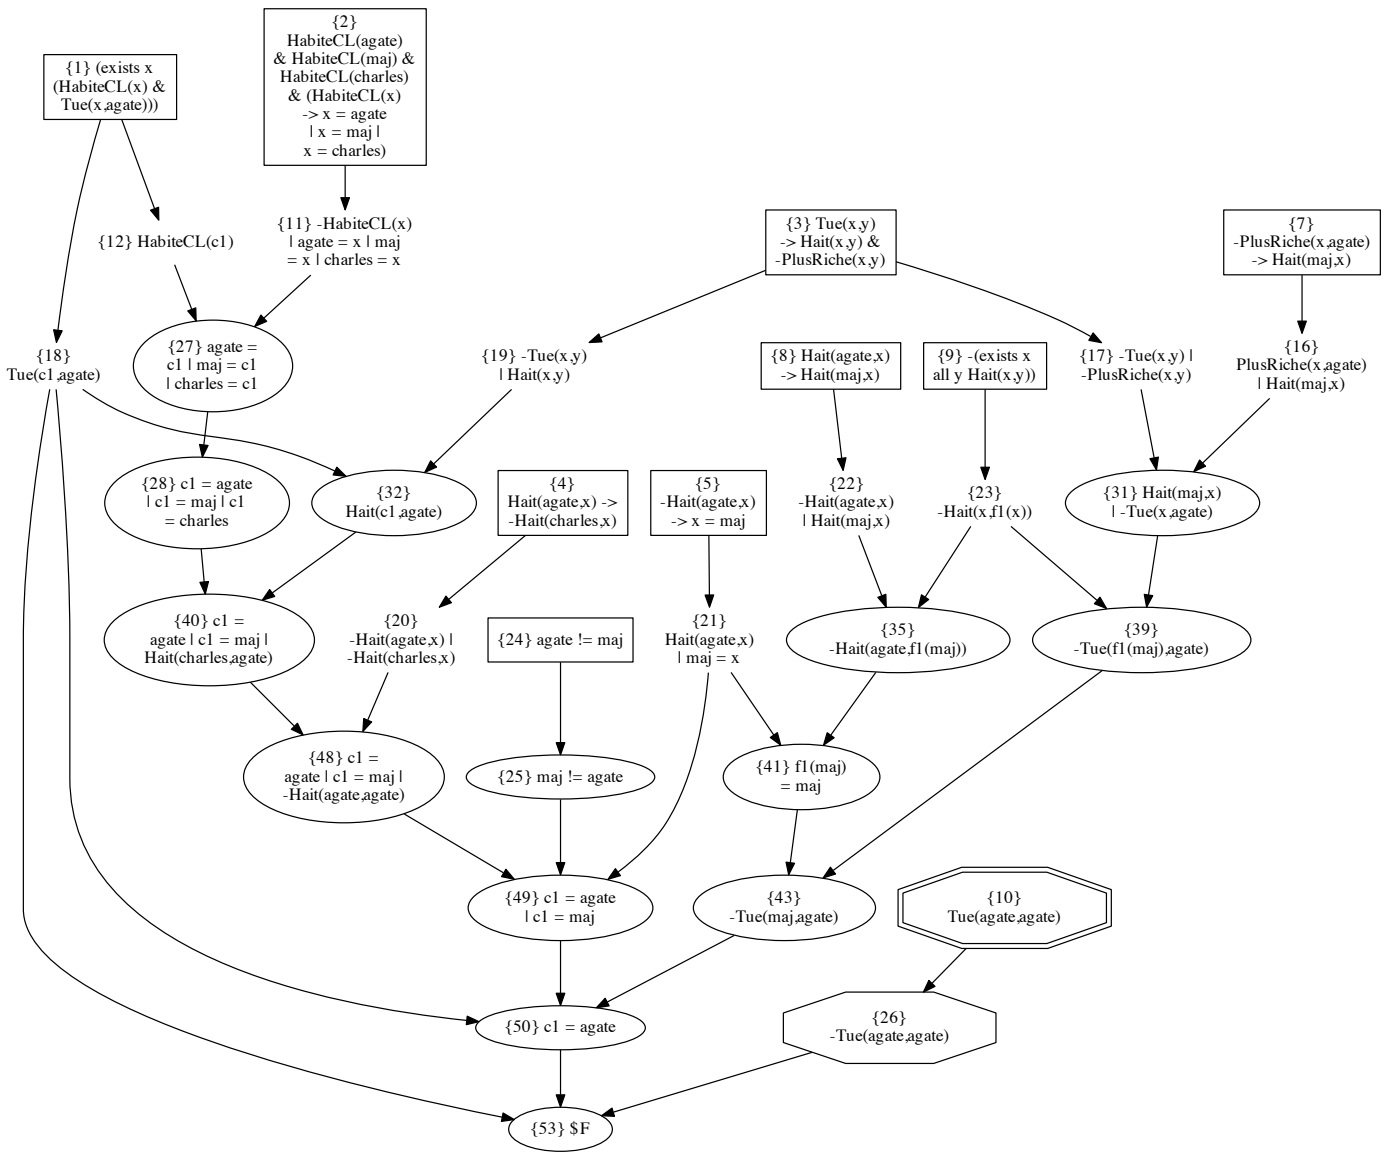 {1} (exists x
(HabiteCL(x) &
Tue(x,agate)))
{2}
HabiteCL(agate)
& HabiteCL(maj) &
HabiteCL(charles)
& (HabiteCL(x)
-> x = agate
| x = maj |
x = charles)
{12} HabiteCL(c1)
{11} -HabiteCL(x)
| agate = x | maj
= x | charles = x
{3} Tue(x,y)
-> Hait(x,y) &
-PlusRiche(x,y)
{7}
-PlusRiche(x,agate)
-> Hait(maj,x)
{18}
Tue(c1,agate)
{27} agate =
c1 | maj = c1
| charles = c1
{19} -Tue(x,y)
| Hait(x,y)
{8} Hait(agate,x)
-> Hait(maj,x)
{9} -(exists x
all y Hait(x,y))
{17} -Tue(x,y) |
-PlusRiche(x,y)
{16}
PlusRiche(x,agate)
| Hait(maj,x)
{28} c1 = agate
| c1 = maj | c1
= charles
{32}
Hait(c1,agate)
{4}
Hait(agate,x) ->
-Hait(charles,x)
{5}
-Hait(agate,x)
-> x = maj
{22}
-Hait(agate,x)
| Hait(maj,x)
{23}
-Hait(x,f1(x))
{31} Hait(maj,x)
| -Tue(x,agate)
{40} c1 =
agate | c1 = maj |
Hait(charles,agate)
{20}
-Hait(agate,x) |
-Hait(charles,x)
{24} agate != maj
{21}
Hait(agate,x)
| maj = x
{35}
-Hait(agate,f1(maj))
{39}
-Tue(f1(maj),agate)
{48} c1 =
agate | c1 = maj |
-Hait(agate,agate)
{25} maj != agate
{41} f1(maj)
= maj
{49} c1 = agate
| c1 = maj
{43}
-Tue(maj,agate)
{10}
Tue(agate,agate)
{50} c1 = agate
{26}
-Tue(agate,agate)
{53} $F